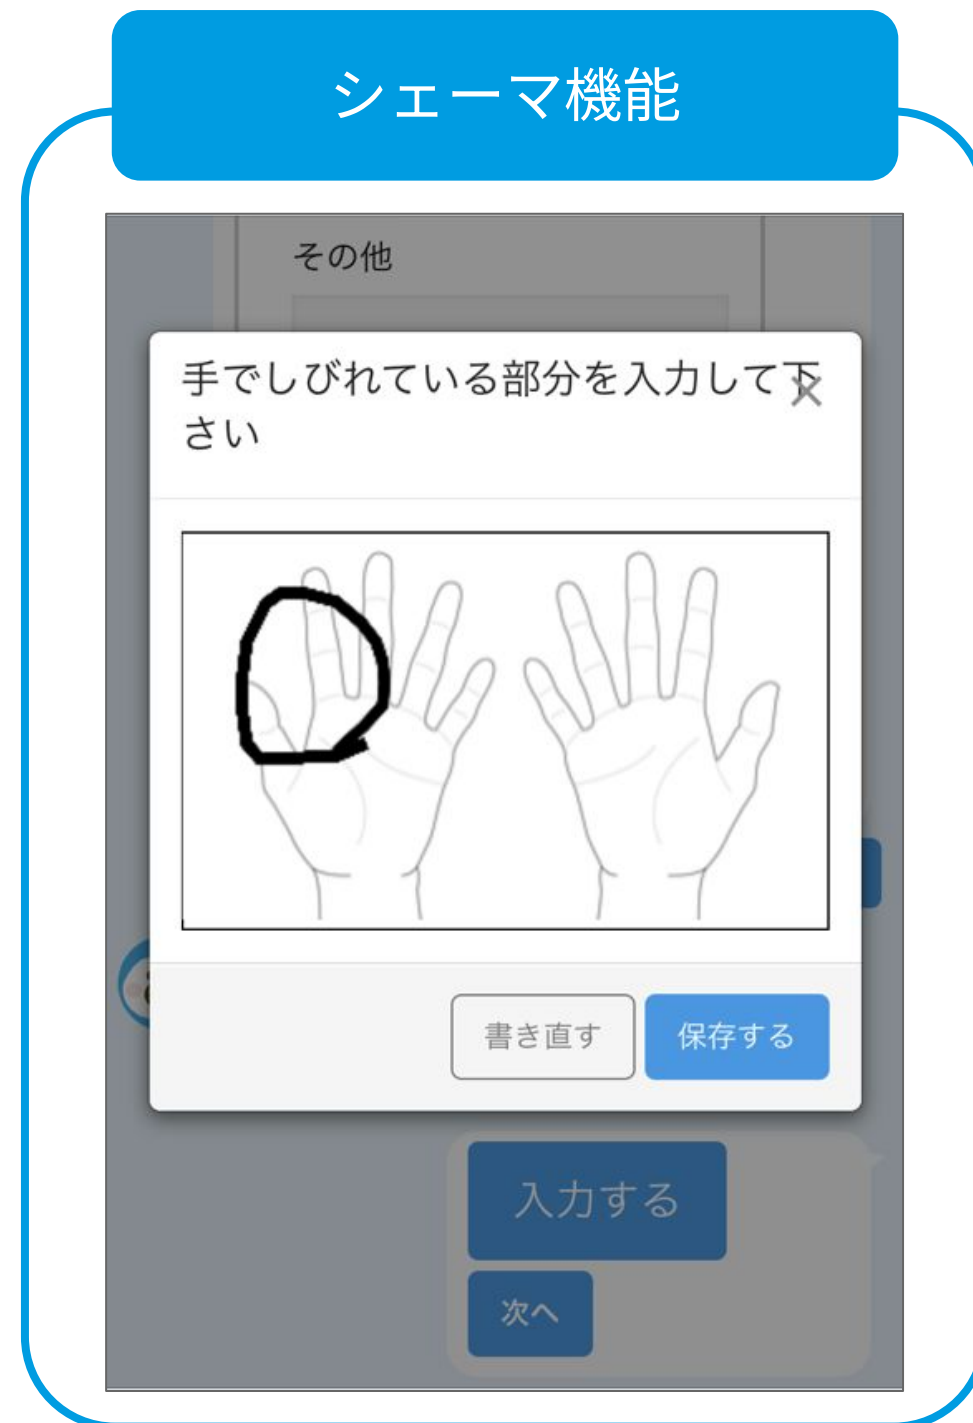 シェーマ機能
その他
手でしびれている部分を入力して下
さい
×
書き直す
保存する
入力する
次へ